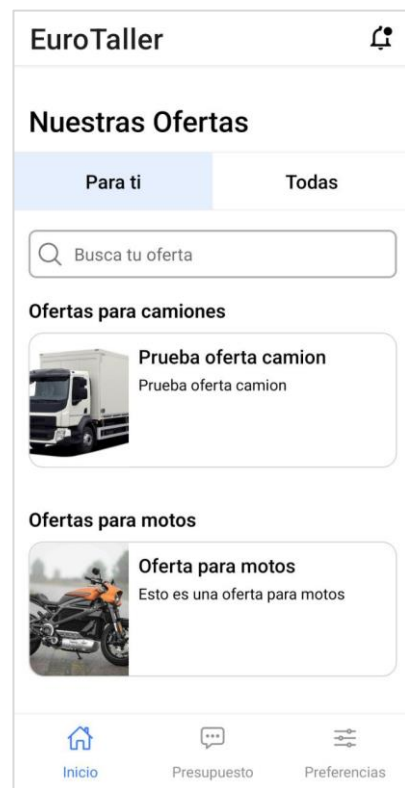 EuroTaller
Nuestras Ofertas
Para ti
Todas
Busca tu oferta
Ofertas para camiones
Prueba oferta camion
Prueba oferta camion
Ofertas para motos
Oferta para motos
Esto es una oferta para motos
Inicio
Presupuesto
Preferencias